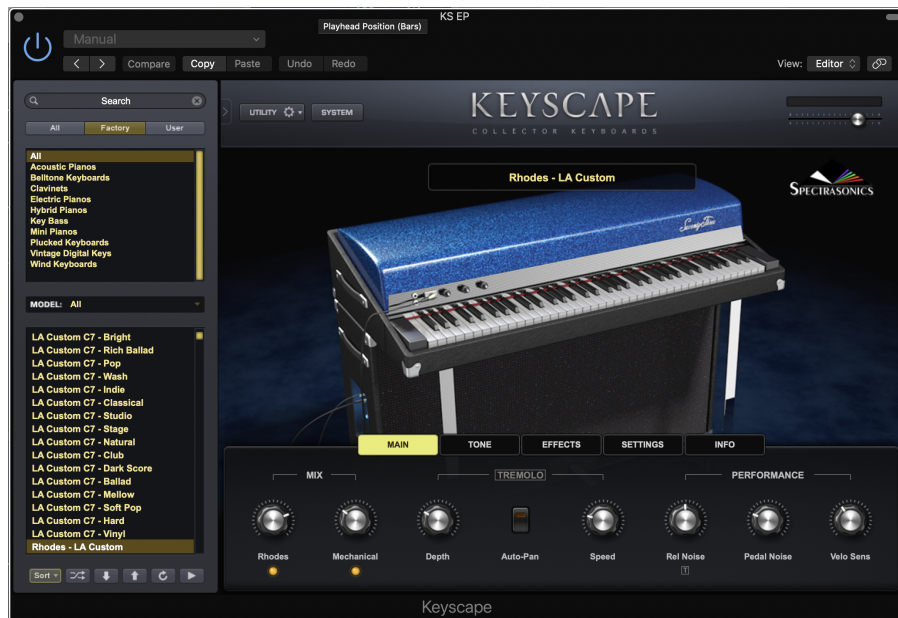 KS EP
Playhead Position (Bars)
Manual
Compare
Copy
Paste
Undo
Redo
View:
Editor
Search
All
Factory
User
All
Acoustic Pianos
Belltone Keyboards
Clavinets
Electric Pianos
Hybrid Pianos
Key Bass
Mini Pianos
Plucked Keyboards
Vintage Digital Keys
Wind Keyboards
MODEL: All
LA Custom C7 - Bright
LA Custom C7 - Rich Ballad
LA Custom C7 - Pop
LA Custom C7 - Wash
LA Custom C7 - Indie
LA Custom C7 - Classical
LA Custom C7 - Studio
LA Custom C7 - Stage
LA Custom C7 - Natural
LA Custom C7 - Club
LA Custom C7 - Dark Score
LA Custom C7 - Ballad
LA Custom C7 - Mellow
LA Custom C7 - Soft Pop
LA Custom C7 - Hard
LA Custom C7 - Vinyl
Rhodes - LA Custom
Sort
UTILITY
SYSTEM
KEYSCAPE
COLLECTOR KEYBOARDS
Rhodes - LA Custom
SPECTRASONICS
MAIN
TONE
EFFECTS
SETTINGS
INFO
MIX
TREMOLO
PERFORMANCE
Rhodes
Mechanical
Depth
Auto-Pan
Speed
Rel Noise
Pedal Noise
Velo Sens
T
Keyscape